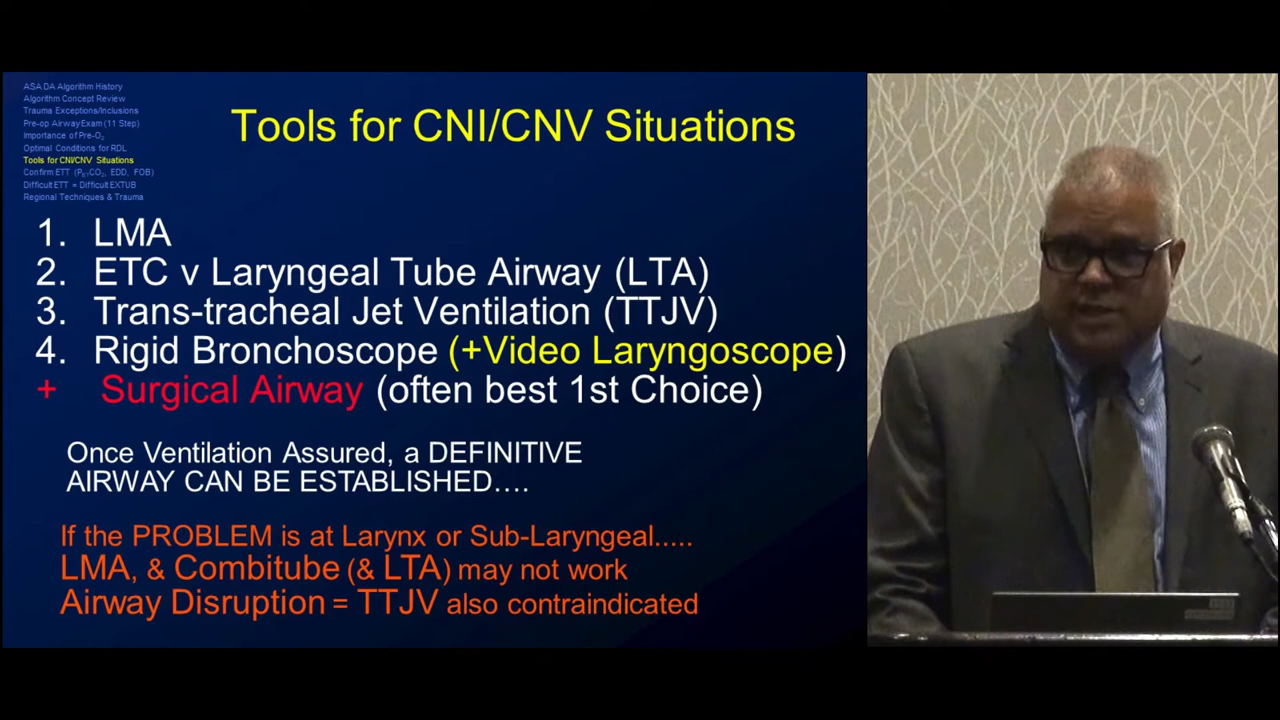 ASA DA Algorithm History
Algorithm Concept Review
Trauma Exceptions/Inclusions
Pre-op Airway Exam (11 Step)
Importance of Pre-O₂
Optimal Conditions for RDL
Tools for CNI/CNV Situations
Confirm ETT (PETCO₂, EDD, FOB)
Difficult ETT = Difficult EXTUB
Regional Techniques & Trauma
Tools for CNI/CNV Situations
1. LMA
2. ETC v Laryngeal Tube Airway (LTA)
3. Trans-tracheal Jet Ventilation (TTJV)
4. Rigid Bronchoscope (+Video Laryngoscope)
+ Surgical Airway (often best 1st Choice)
Once Ventilation Assured, a DEFINITIVE
AIRWAY CAN BE ESTABLISHED….
If the PROBLEM is at Larynx or Sub-Laryngeal.....
LMA, & Combitube (& LTA) may not work
Airway Disruption = TTJV also contraindicated